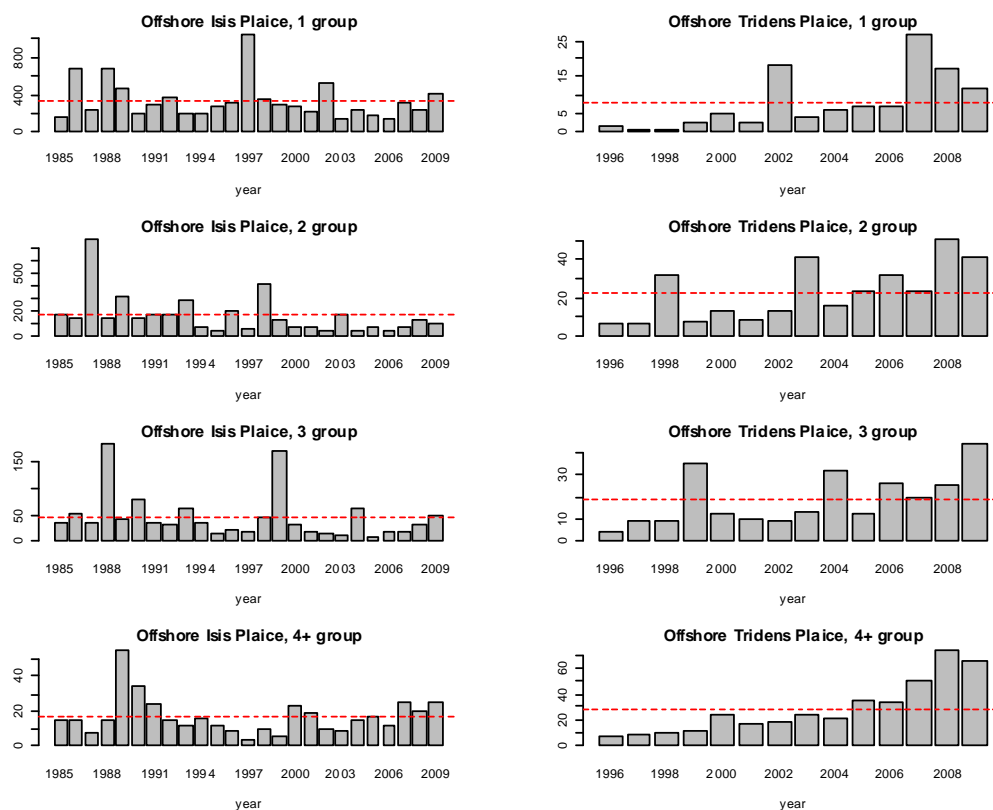 Offshore Isis Plaice, 1 group
0 400 800
1985 1988 1991 1994 1997 2000 2003 2006 2009
year
Offshore Tridens Plaice, 1 group
0 5 15 25
1996 1998 2000 2002 2004 2006 2008
year
Offshore Isis Plaice, 2 group
0 200 500
1985 1988 1991 1994 1997 2000 2003 2006 2009
year
Offshore Tridens Plaice, 2 group
0 20 40
1996 1998 2000 2002 2004 2006 2008
year
Offshore Isis Plaice, 3 group
0 50 150
1985 1988 1991 1994 1997 2000 2003 2006 2009
year
Offshore Tridens Plaice, 3 group
0 10 30
1996 1998 2000 2002 2004 2006 2008
year
Offshore Isis Plaice, 4+ group
0 20 40
1985 1988 1991 1994 1997 2000 2003 2006 2009
year
Offshore Tridens Plaice, 4+ group
0 20 40 60
1996 1998 2000 2002 2004 2006 2008
year